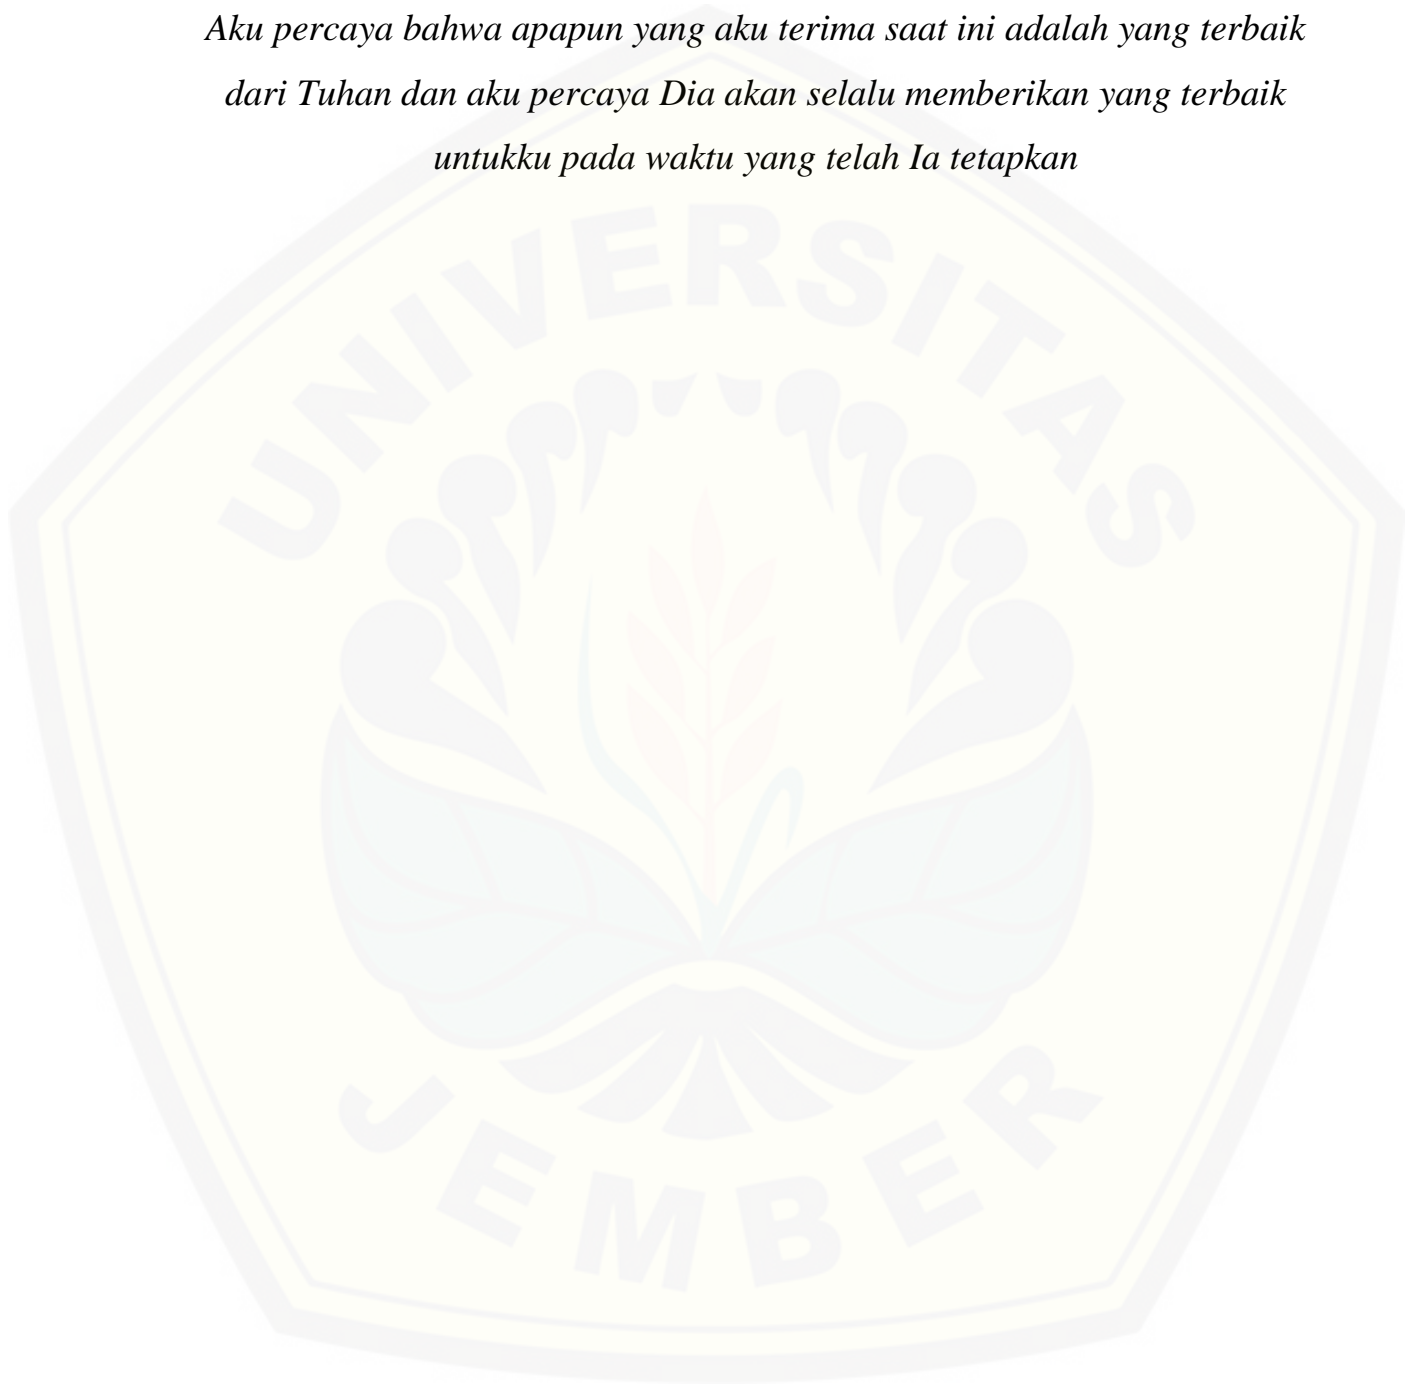 Aku percaya bahwa apapun yang aku terima saat ini adalah yang terbaik
dari Tuhan dan aku percaya Dia akan selalu memberikan yang terbaik
untukku pada waktu yang telah Ia tetapkan
UNIVERSITAS
JEMBER